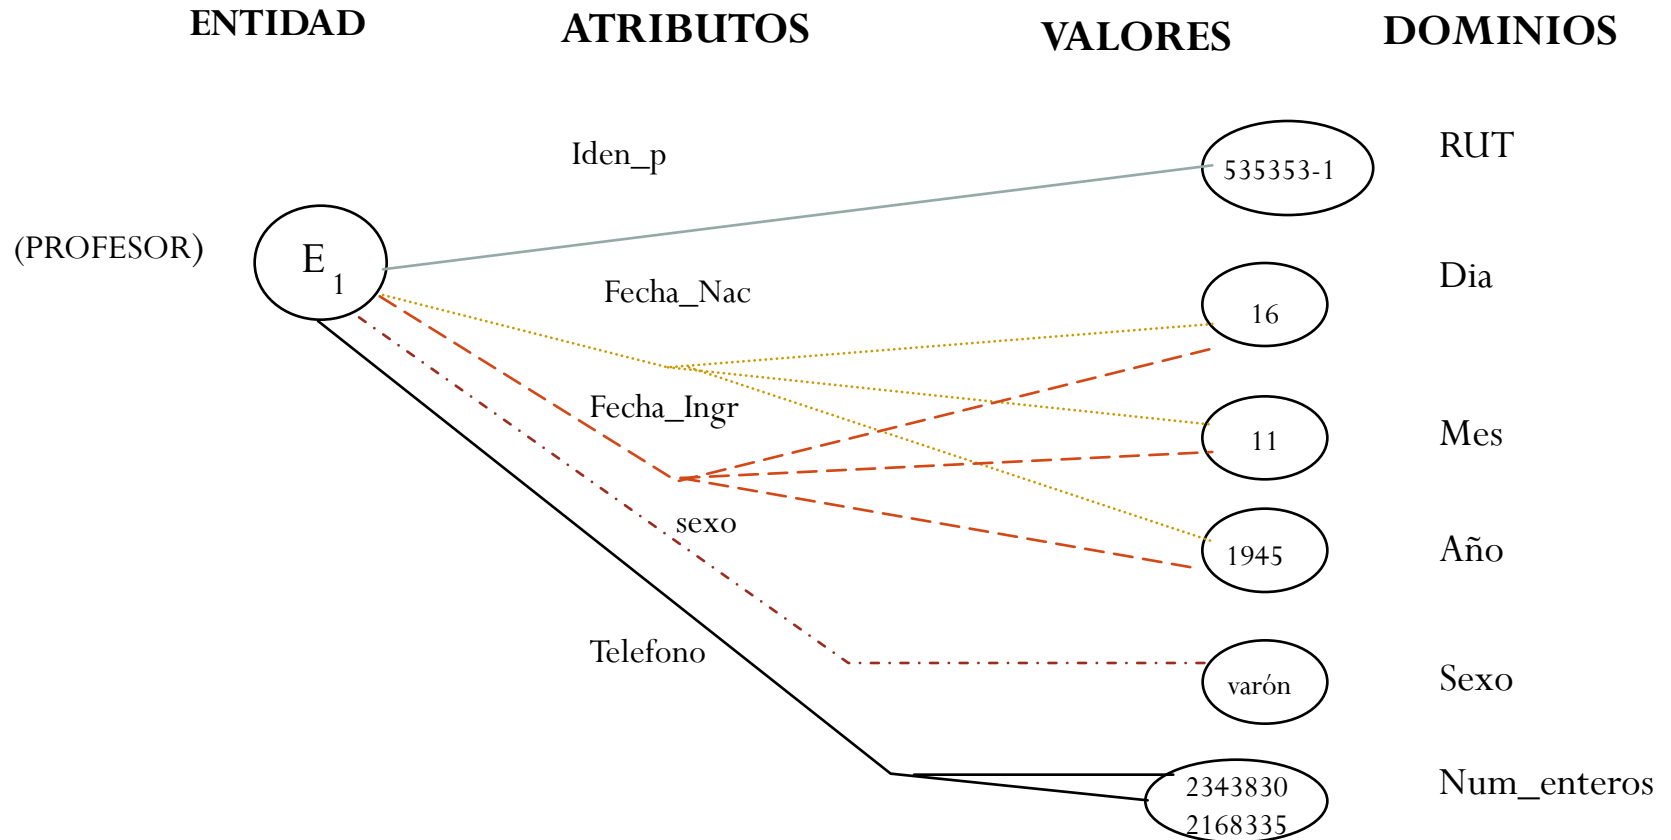 ENTIDAD ATRIBUTOS VALORES DOMINIOS
Iden_p 535353-1 RUT
(PROFESOR) E1
Fecha_Nac 16 Dia
Fecha_Ingr 11 Mes
sexo 1945 Año
Telefono varón Sexo
2343830 Num_enteros
2168335